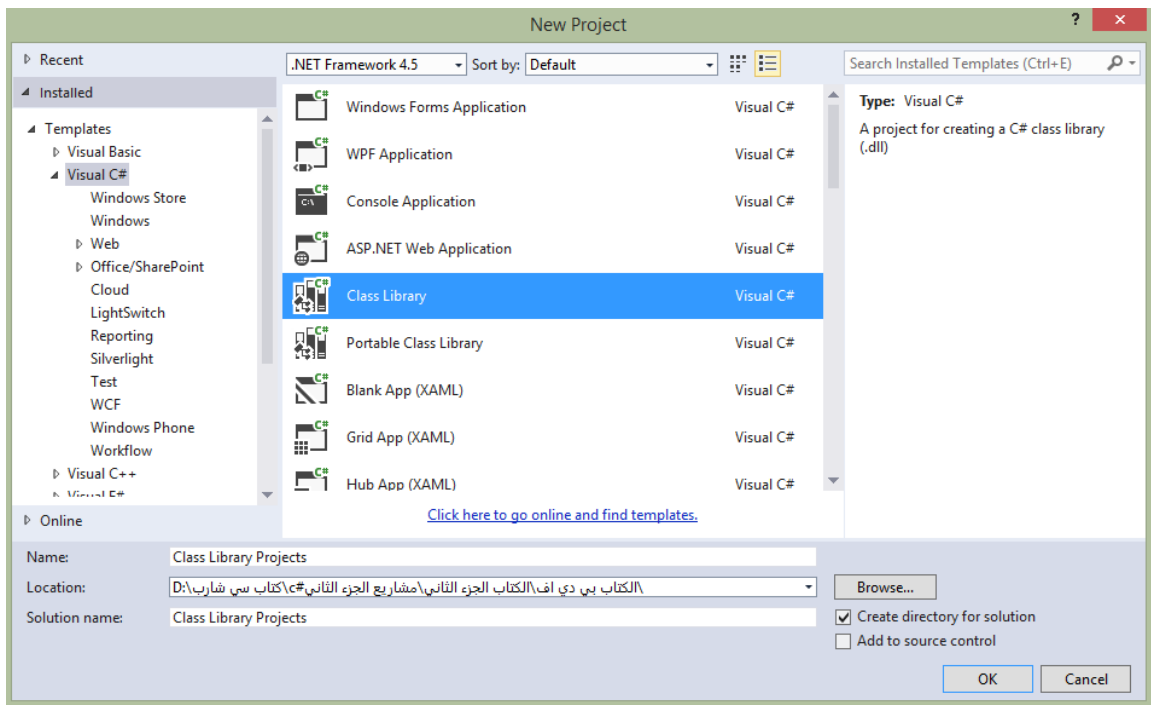 New Project
? ×
Recent
Installed
Templates
Visual Basic
Visual C#
Windows Store
Windows
Web
Office/SharePoint
Cloud
LightSwitch
Reporting
Silverlight
Test
WCF
Windows Phone
Workflow
Visual C++
Visual F#
Online
.NET Framework 4.5 Sort by: Default
Windows Forms Application Visual C#
WPF Application Visual C#
Console Application Visual C#
ASP.NET Web Application Visual C#
Class Library Visual C#
Portable Class Library Visual C#
Blank App (XAML) Visual C#
Grid App (XAML) Visual C#
Hub App (XAML) Visual C#
Click here to go online and find templates.
Search Installed Templates (Ctrl+E)
Type: Visual C#
A project for creating a C# class library
(.dll)
Name: Class Library Projects
Location: D:\كتاب سي شارب\c#الكتاب بي دي اف\الكتاب الجزء الثاني\مشاريع الجزء الثاني\
Browse...
Solution name: Class Library Projects
Create directory for solution
Add to source control
OK Cancel